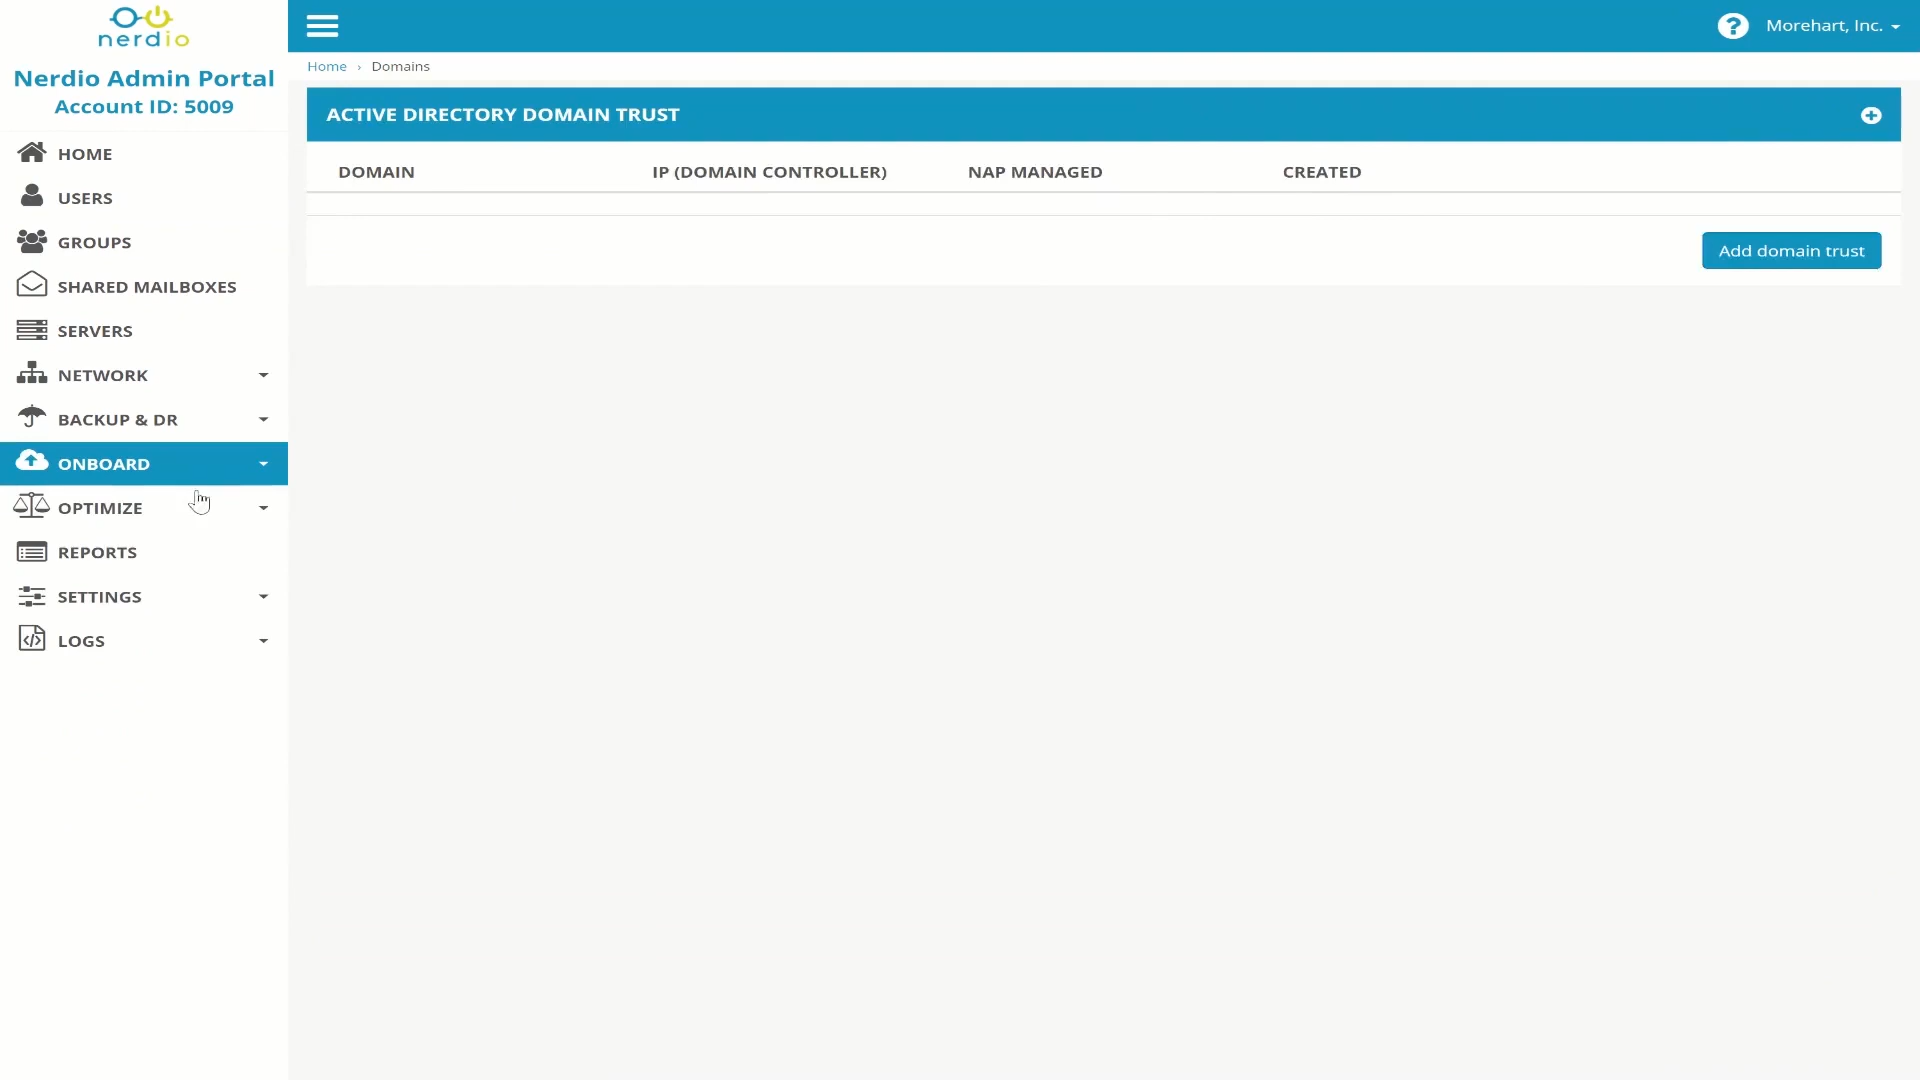 nerdio
Nerdio Admin Portal
Account ID: 5009
HOME
USERS
GROUPS
SHARED MAILBOXES
SERVERS
NETWORK
BACKUP & DR
ONBOARD
OPTIMIZE
REPORTS
SETTINGS
LOGS
? Morehart, Inc.
Home › Domains
ACTIVE DIRECTORY DOMAIN TRUST
DOMAIN IP (DOMAIN CONTROLLER) NAP MANAGED CREATED
Add domain trust